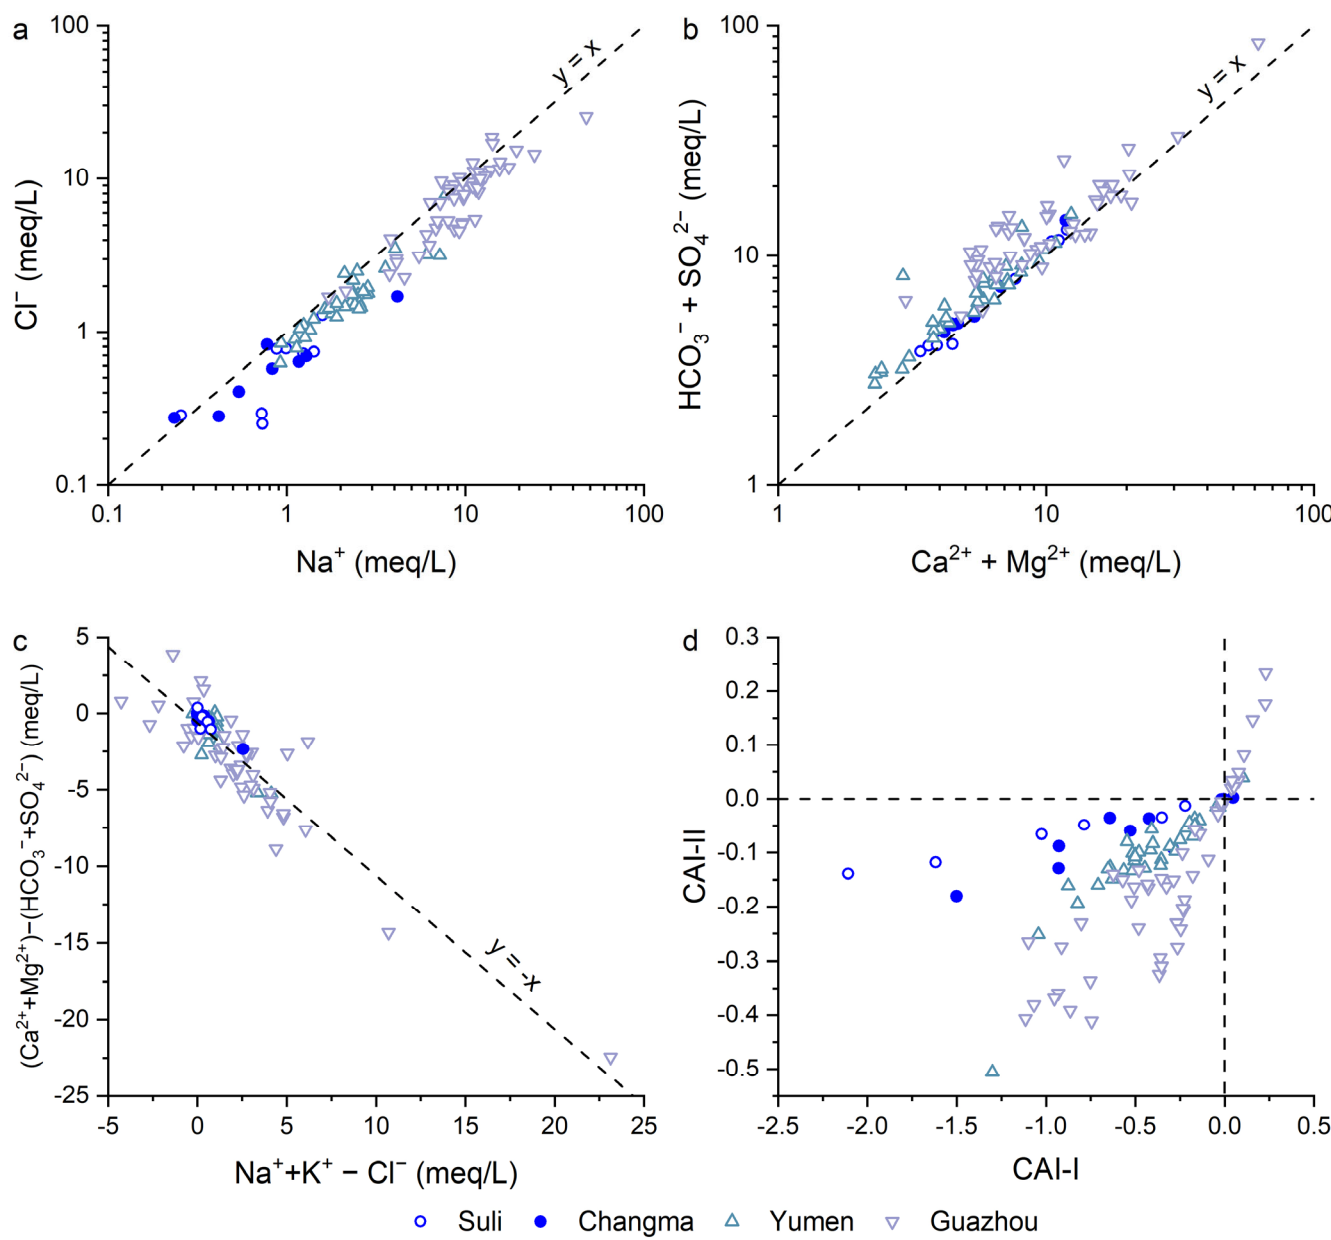 a
100
10
1
0.1
Cl⁻ (meq/L)
y = x
0.1 1 10 100
Na⁺ (meq/L)
b
100
10
1
HCO₃⁻ + SO₄²⁻ (meq/L)
y = x
1 10 100
Ca²⁺ + Mg²⁺ (meq/L)
c
5
0
-5
-10
-15
-20
-25
(Ca²⁺+Mg²⁺)−(HCO₃⁻+SO₄²⁻) (meq/L)
y = -x
-5 0 5 10 15 20 25
Na⁺+K⁺ − Cl⁻ (meq/L)
d
0.3
0.2
0.1
0.0
-0.1
-0.2
-0.3
-0.4
-0.5
CAI-II
-2.5 -2.0 -1.5 -1.0 -0.5 0.0 0.5
CAI-I
Suli Changma Yumen Guazhou